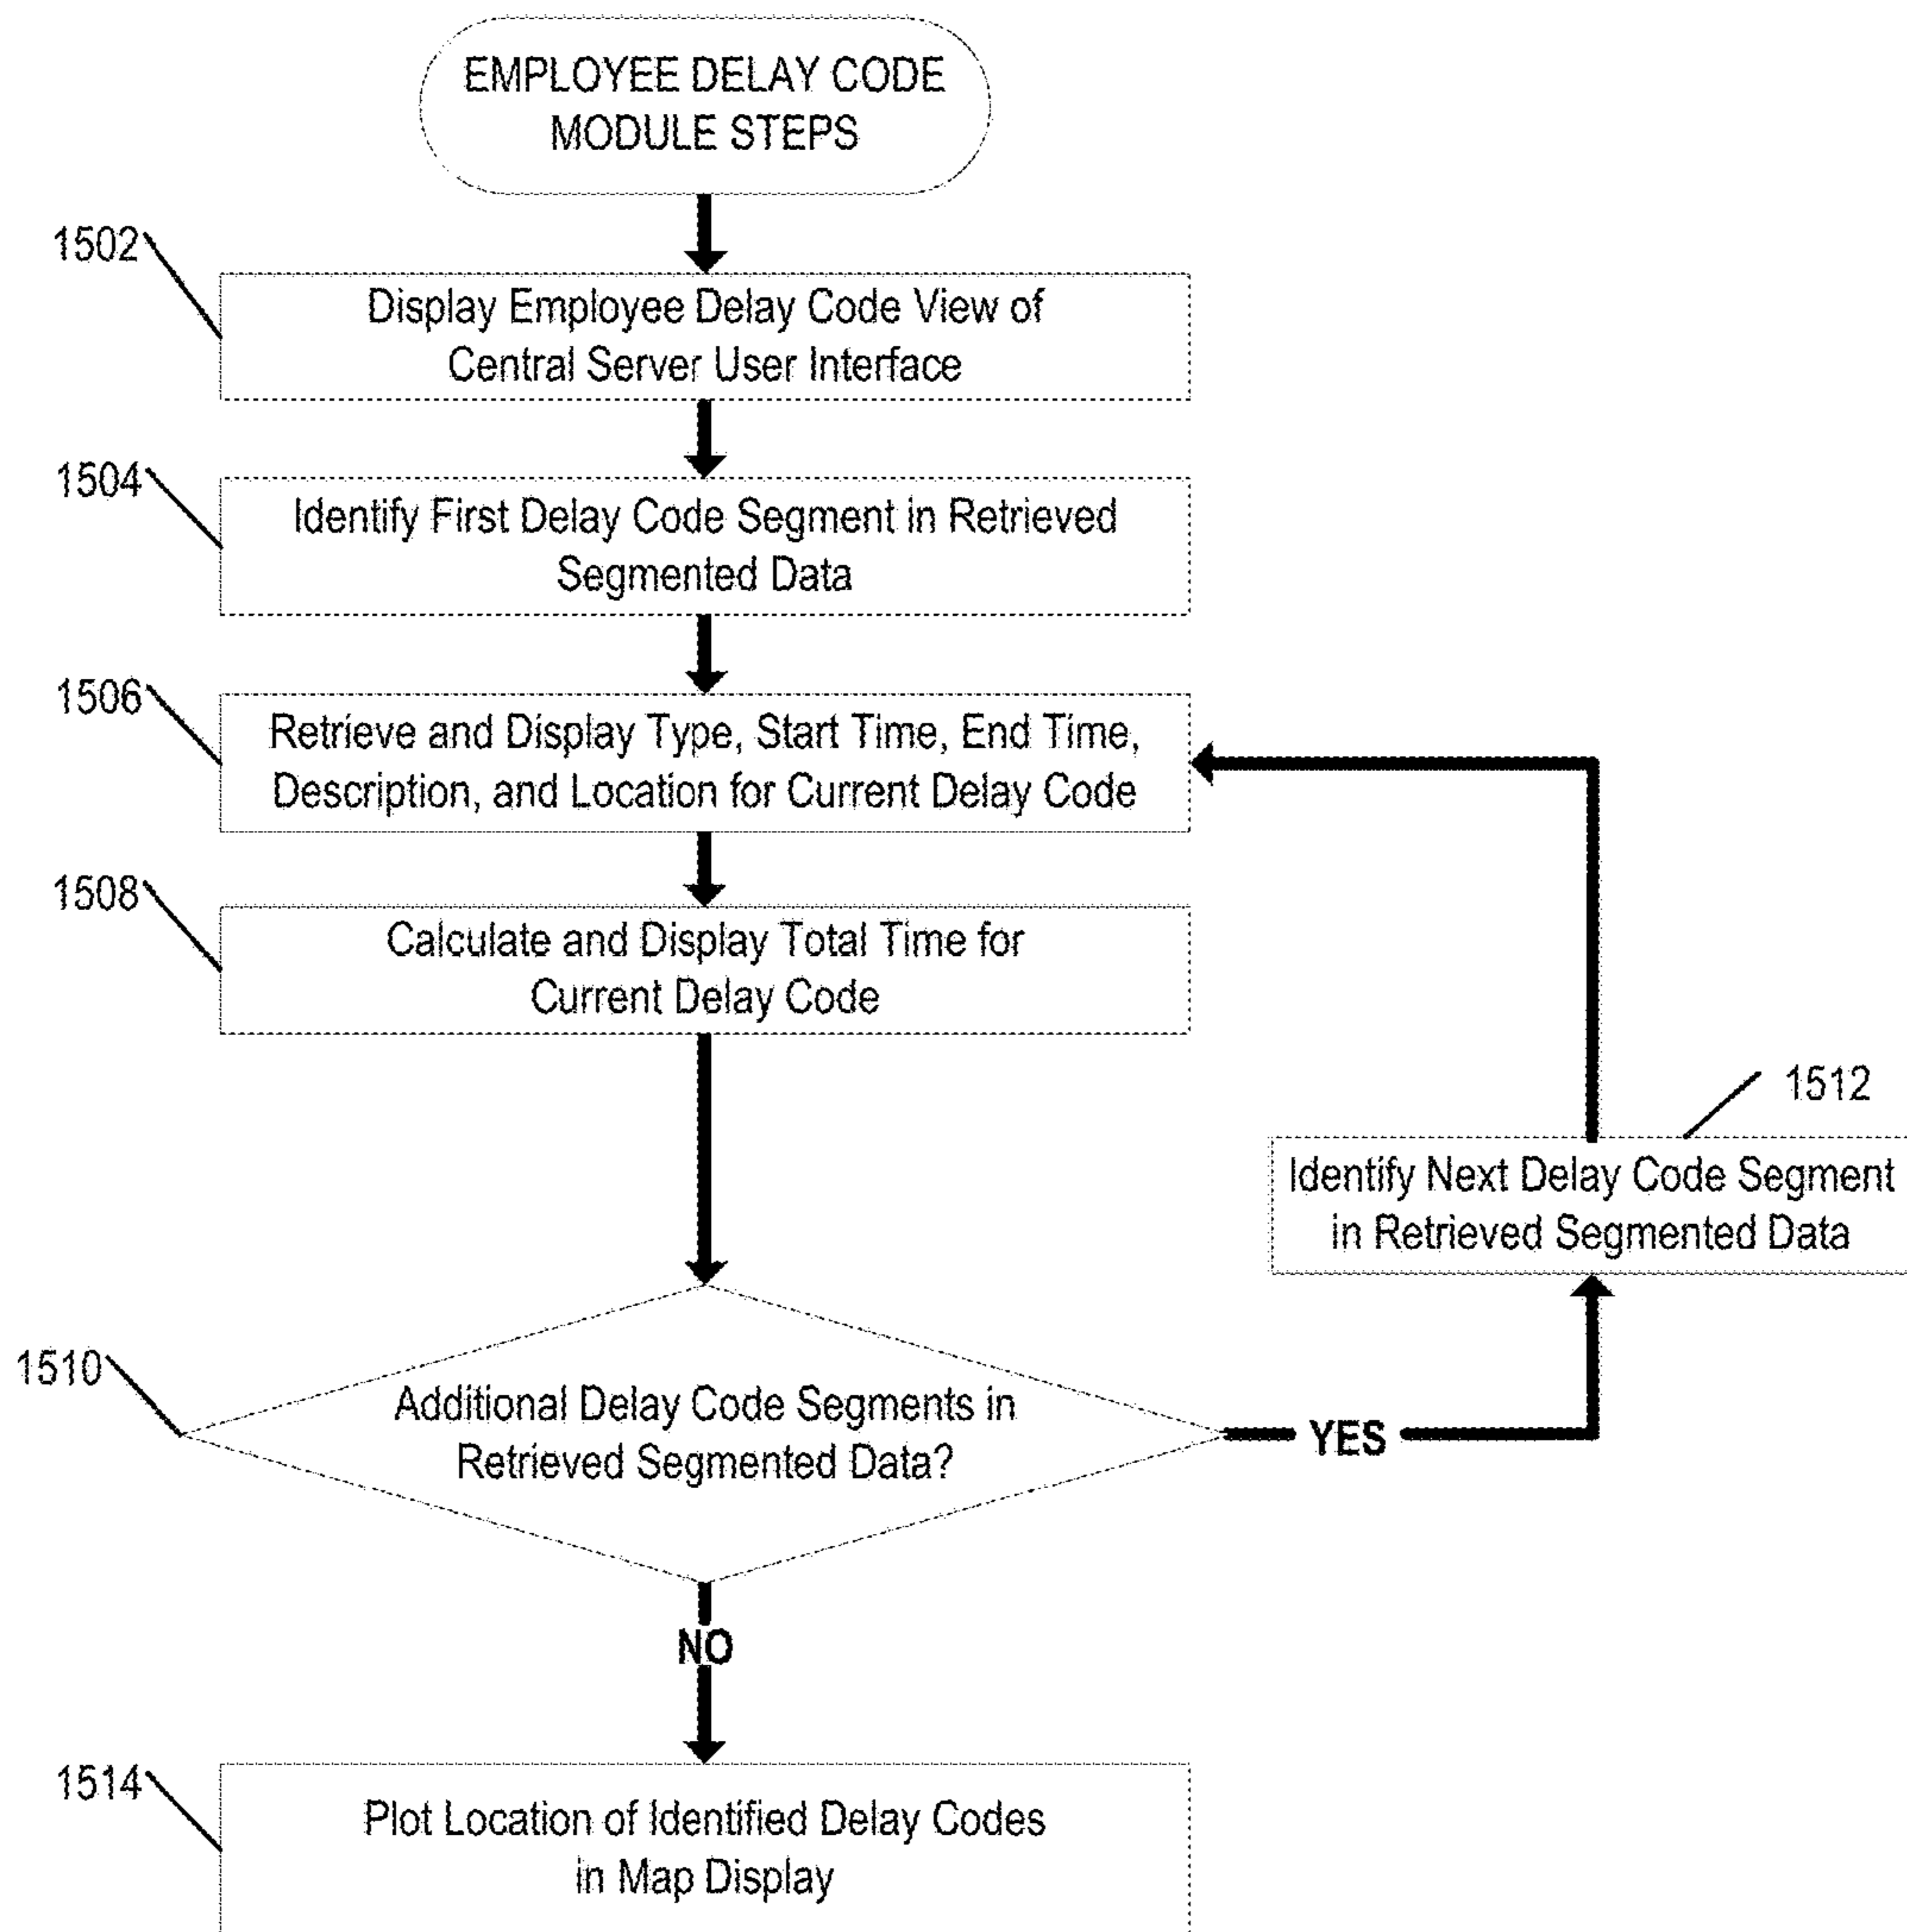 EMPLOYEE DELAY CODE
MODULE STEPS
1502
Display Employee Delay Code View of
Central Server User Interface
1504
Identify First Delay Code Segment in Retrieved
Segmented Data
1506
Retrieve and Display Type, Start Time, End Time,
Description, and Location for Current Delay Code
1508
Calculate and Display Total Time for
Current Delay Code
1512
Identify Next Delay Code Segment
in Retrieved Segmented Data
1510
Additional Delay Code Segments in
Retrieved Segmented Data?
YES
NO
1514
Plot Location of Identified Delay Codes
in Map Display